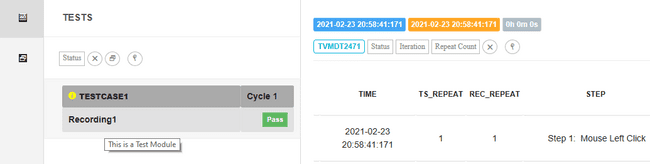 TESTS
Status
TESTCASE1 Cycle 1
Recording1 Pass
This is a Test Module
2021-02-23 20:58:41:171 2021-02-23 20:58:41:171 0h 0m 0s
TVMDT2471 Status Iteration Repeat Count
TIME TS_REPEAT REC_REPEAT STEP
2021-02-23
20:58:41:171 1 1 Step 1: Mouse Left Click